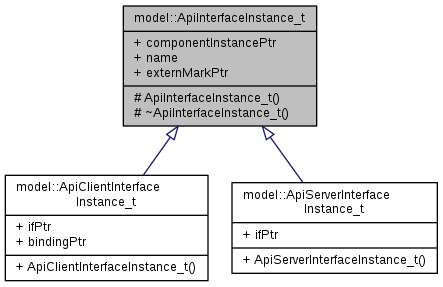 model::ApiInterfaceInstance_t
+ componentInstancePtr
+ name
+ externMarkPtr
# ApiInterfaceInstance_t()
# ~ApiInterfaceInstance_t()
model::ApiClientInterface
Instance_t
+ ifPtr
+ bindingPtr
+ ApiClientInterfaceInstance_t()
model::ApiServerInterface
Instance_t
+ ifPtr
+ ApiServerInterfaceInstance_t()